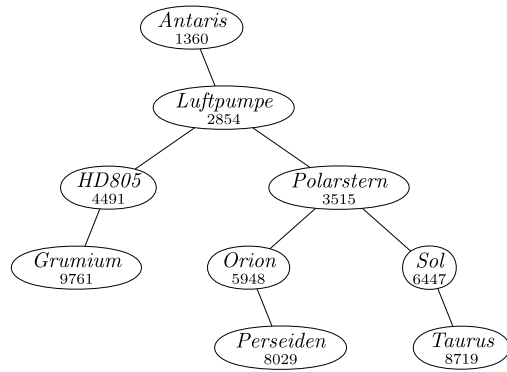 Antaris
1360
Luftpumpe
2854
HD805
4491
Polarstern
3515
Grumium
9761
Orion
5948
Sol
6447
Perseiden
8029
Taurus
8719